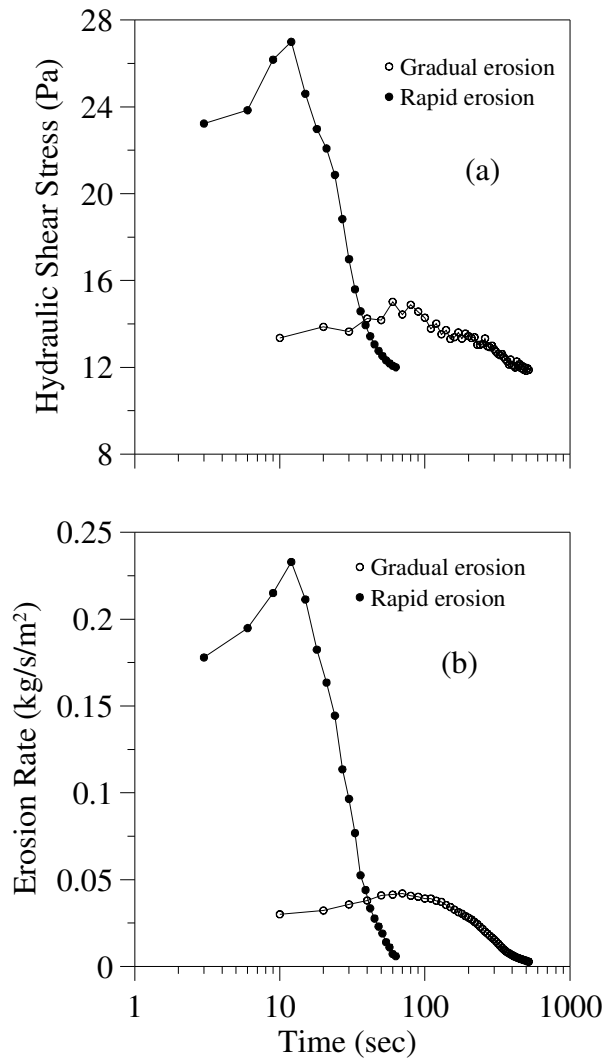 28
24
20
16
12
8
Hydraulic Shear Stress (Pa)
Gradual erosion
Rapid erosion
(a)
0.25
0.2
0.15
0.1
0.05
0
Erosion Rate (kg/s/m²)
Gradual erosion
Rapid erosion
(b)
1 10 100 1000
Time (sec)